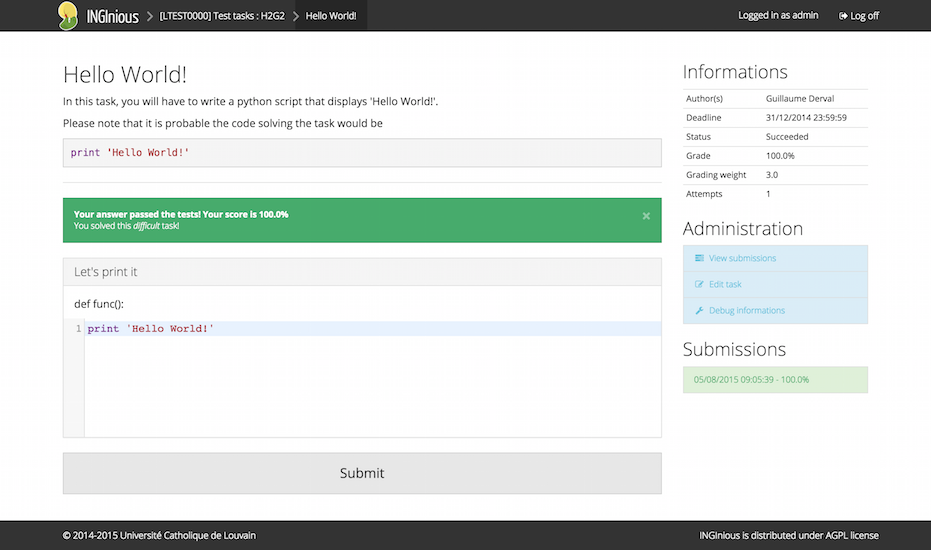 INGInious
[LTEST0000] Test tasks : H2G2
Hello World!
Logged in as admin
Log off
Hello World!
In this task, you will have to write a python script that displays 'Hello World!'.
Please note that it is probable the code solving the task would be
print 'Hello World!'
Your answer passed the tests! Your score is 100.0%
You solved this difficult task!
×
Let's print it
def func():
1 print 'Hello World!'
Submit
Informations
Author(s) Guillaume Derval
Deadline 31/12/2014 23:59:59
Status Succeeded
Grade 100.0%
Grading weight 3.0
Attempts 1
Administration
View submissions
Edit task
Debug informations
Submissions
05/08/2015 09:05:39 - 100.0%
© 2014-2015 Université Catholique de Louvain
INGInious is distributed under AGPL license